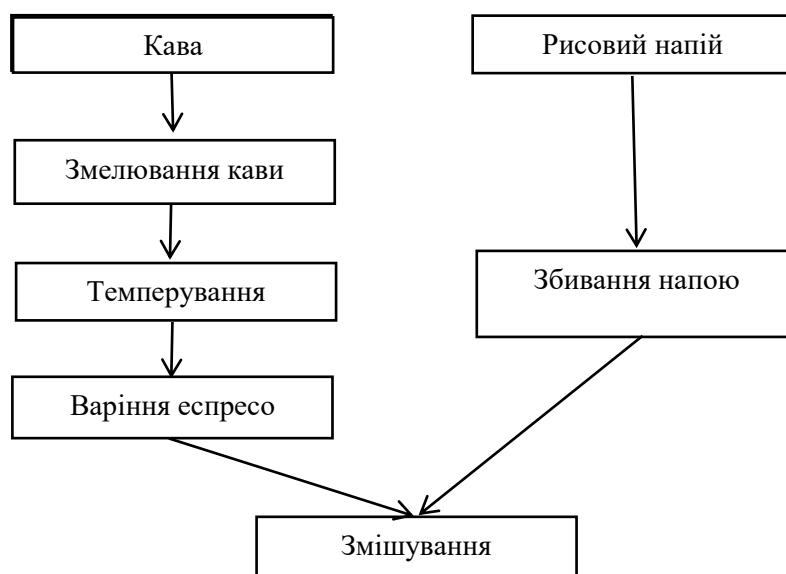 Кава
Рисовий напій
Змелювання кави
Темперування
Збивання напою
Варіння еспресо
Змішування